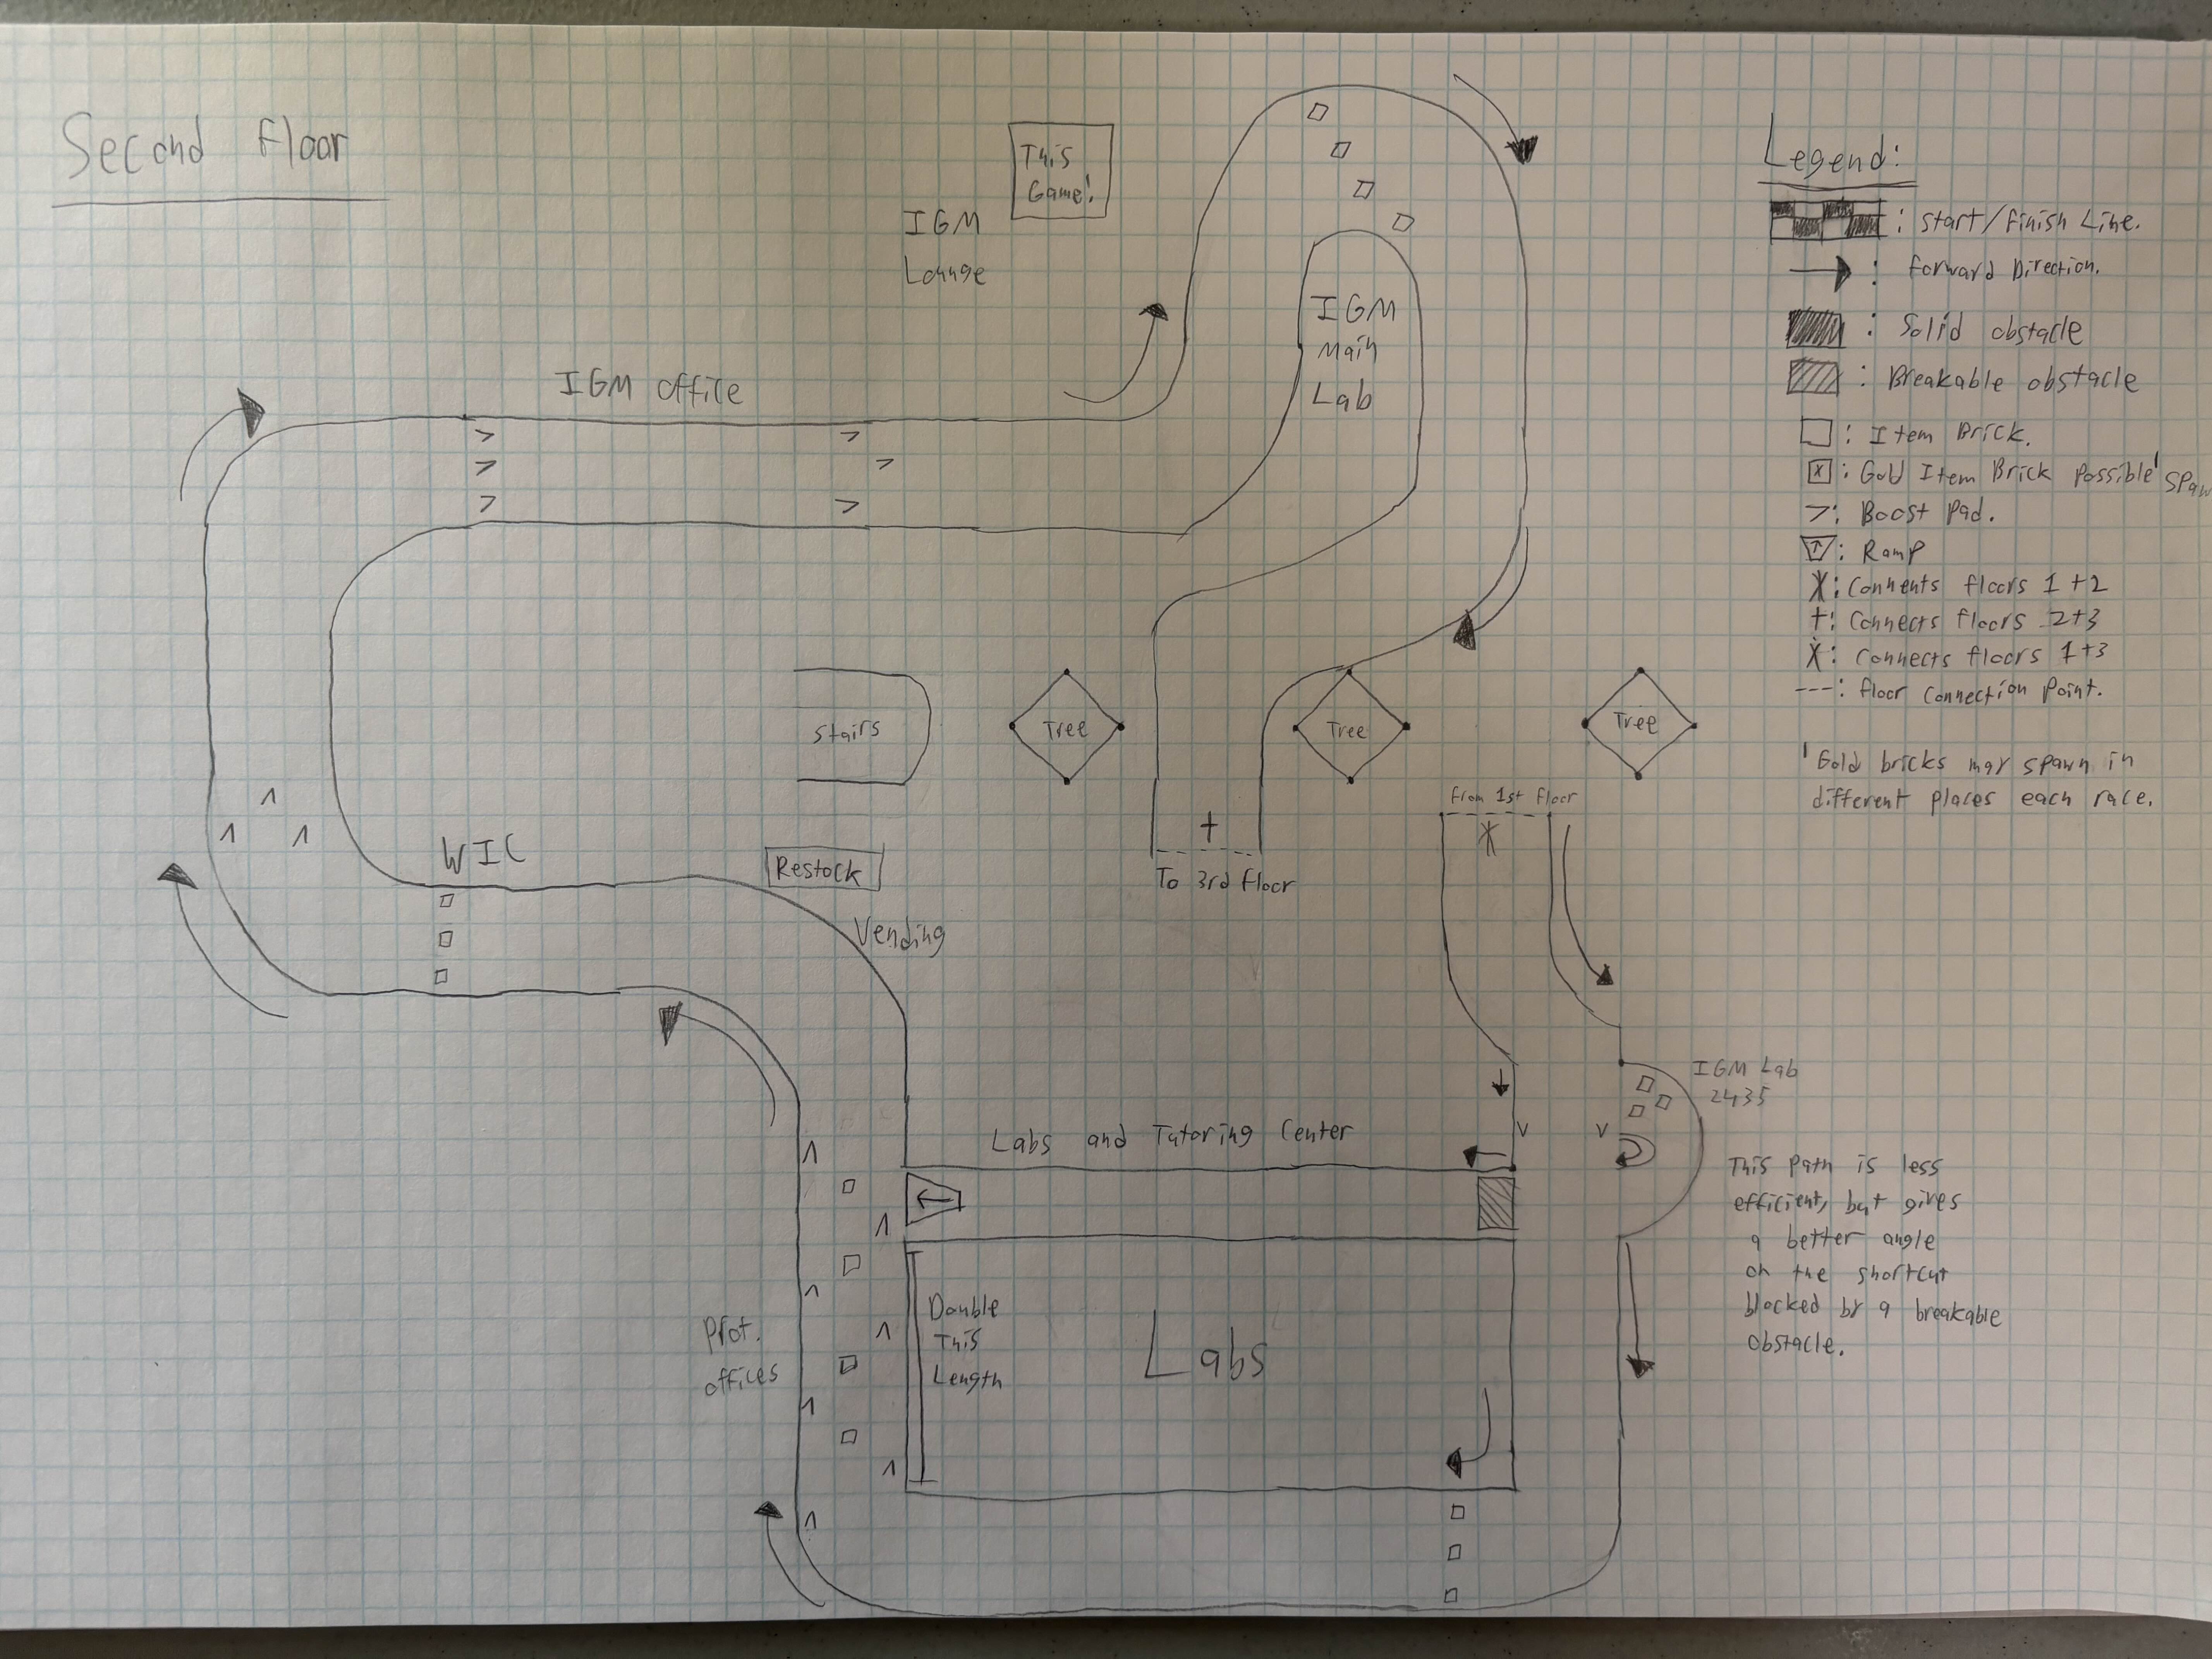 Second Floor
This
Game!
IGM
Lounge
IGM office
IGM
Main
Lab
Stairs
Tree
Tree
Tree
From 1st Floor
To 3rd Floor
WIC
Restock
Vending
IGM Lab
2435
Labs and Tutoring Center
This path is less
efficient, but gives
a better angle
on the shortcut
blocked by a breakable
obstacle.
Prof.
offices
Double
This
Length
Labs
Legend:
: Start/Finish Line.
: Forward Direction.
: Solid obstacle
: Breakable obstacle
: Item Brick.
x : Gold Item Brick Possible¹ Spaw
>: Boost Pad.
: Ramp
: Connents floors 1+2
+: Connects floors 2+3
: Connects floors 1+3
---: Floor Connection Point.
¹ Gold bricks may spawn in
different places each race.